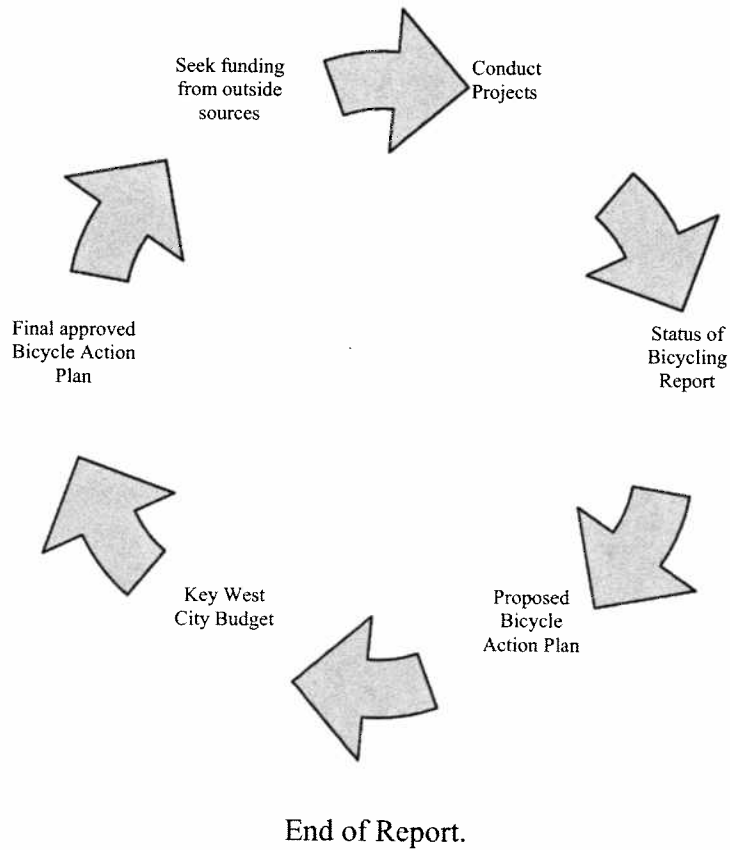 Seek funding
from outside
sources
Conduct
Projects
Status of
Bicycling
Report
Proposed
Bicycle
Action Plan
Key West
City Budget
Final approved
Bicycle Action
Plan
End of Report.